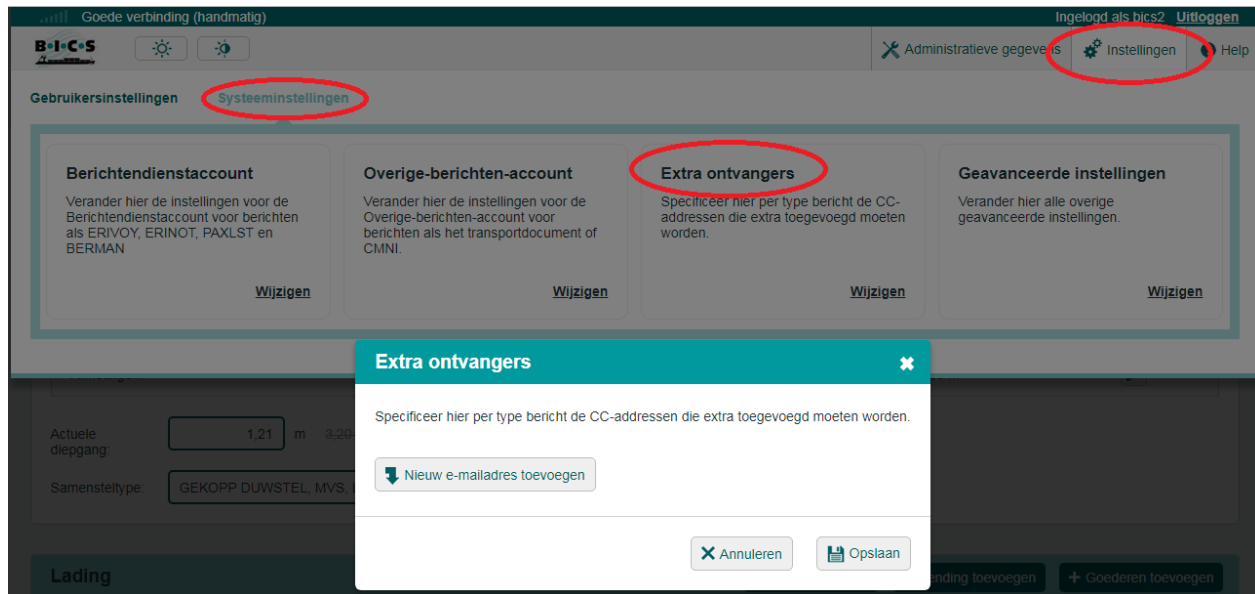 Goede verbinding (handmatig)
Ingelogd als bics2 Uitloggen
B•I•C•S
Administratieve gegevens
Instellingen
Help
Gebruikersinstellingen
Systeeminstellingen
Berichtendienstaccount
Verander hier de instellingen voor de
Berichtendienstaccount voor berichten
als ERIVOY, ERINOT, PAXLST en
BERMAN
Wijzigen
Overige-berichten-account
Verander hier de instellingen voor de
Overige-berichten-account voor
berichten als het transportdocument of
CMNI.
Wijzigen
Extra ontvangers
Specificeer hier per type bericht de CC-
addressen die extra toegevoegd moeten
worden.
Wijzigen
Geavanceerde instellingen
Verander hier alle overige
geavanceerde instellingen.
Wijzigen
Extra ontvangers
Specificeer hier per type bericht de CC-addressen die extra toegevoegd moeten worden.
Nieuw e-mailadres toevoegen
Annuleren
Opslaan
Actuele
diepgang:
1,21 m 3,20
Samensteltype:
GEKOPP DUWSTEL, MVS,
Lading
toevoegen
+ Goederen toevoegen